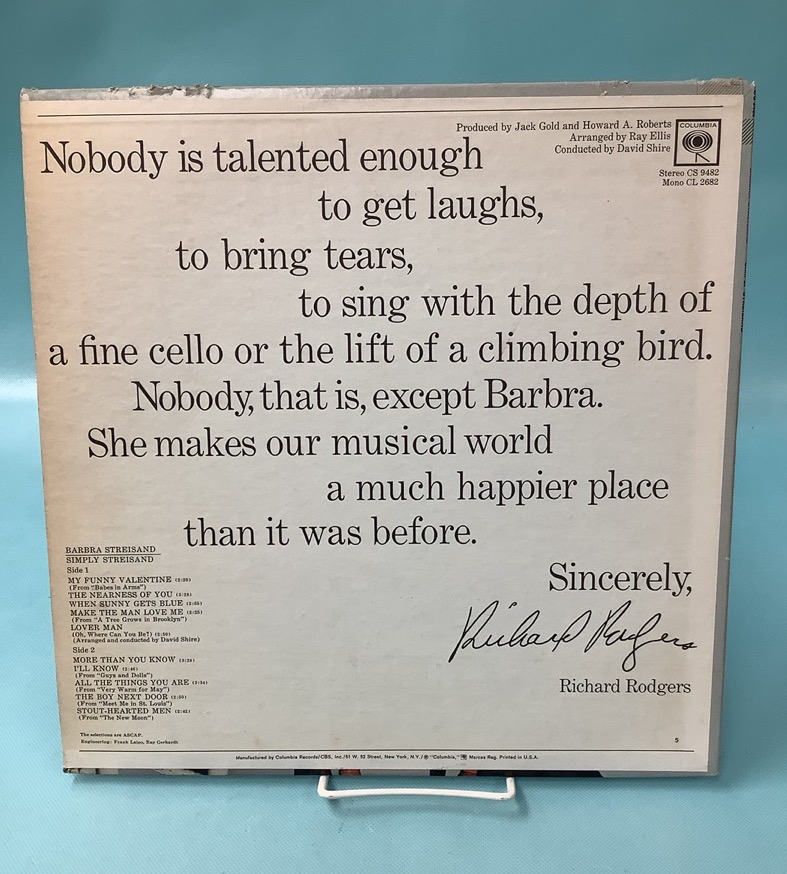 Produced by Jack Gold and Howard A. Roberts
Arranged by Ray Ellis
Conducted by David Shire
COLUMBIA
Stereo CS 9482
Mono CL 2682
Nobody is talented enough
to get laughs,
to bring tears,
to sing with the depth of
a fine cello or the lift of a climbing bird.
Nobody, that is, except Barbra.
She makes our musical world
a much happier place
than it was before.
Sincerely,
Richard Rodgers
Richard Rodgers
BARBRA STREISAND
SIMPLY STREISAND
Side 1
MY FUNNY VALENTINE
(From "Babes in Arms")
THE NEARNESS OF YOU
WHEN SUNNY GETS BLUE
MAKE THE MAN LOVE ME
(From "A Tree Grows in Brooklyn")
LOVER MAN
(Oh, Where Can You Be?)
(Arranged and conducted by David Shire)
Side 2
MORE THAN YOU KNOW
I'LL KNOW
(From "Guys and Dolls")
ALL THE THINGS YOU ARE
(From "Very Warm for May")
THE BOY NEXT DOOR
(From "Meet Me in St. Louis")
STOUT-HEARTED MEN
(From "The New Moon")
The selections are ASCAP.
Engineering: Frank Laico, Ray Gerhardt
5
Manufactured by Columbia Records/CBS, Inc./51 W. 52 Street, New York, N.Y./® "Columbia," Marcas Reg. Printed in U.S.A.